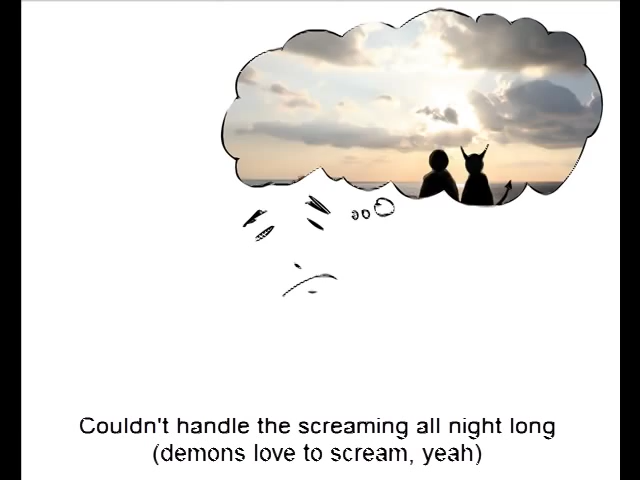 Couldn't handle the screaming all night long
(demons love to scream, yeah)